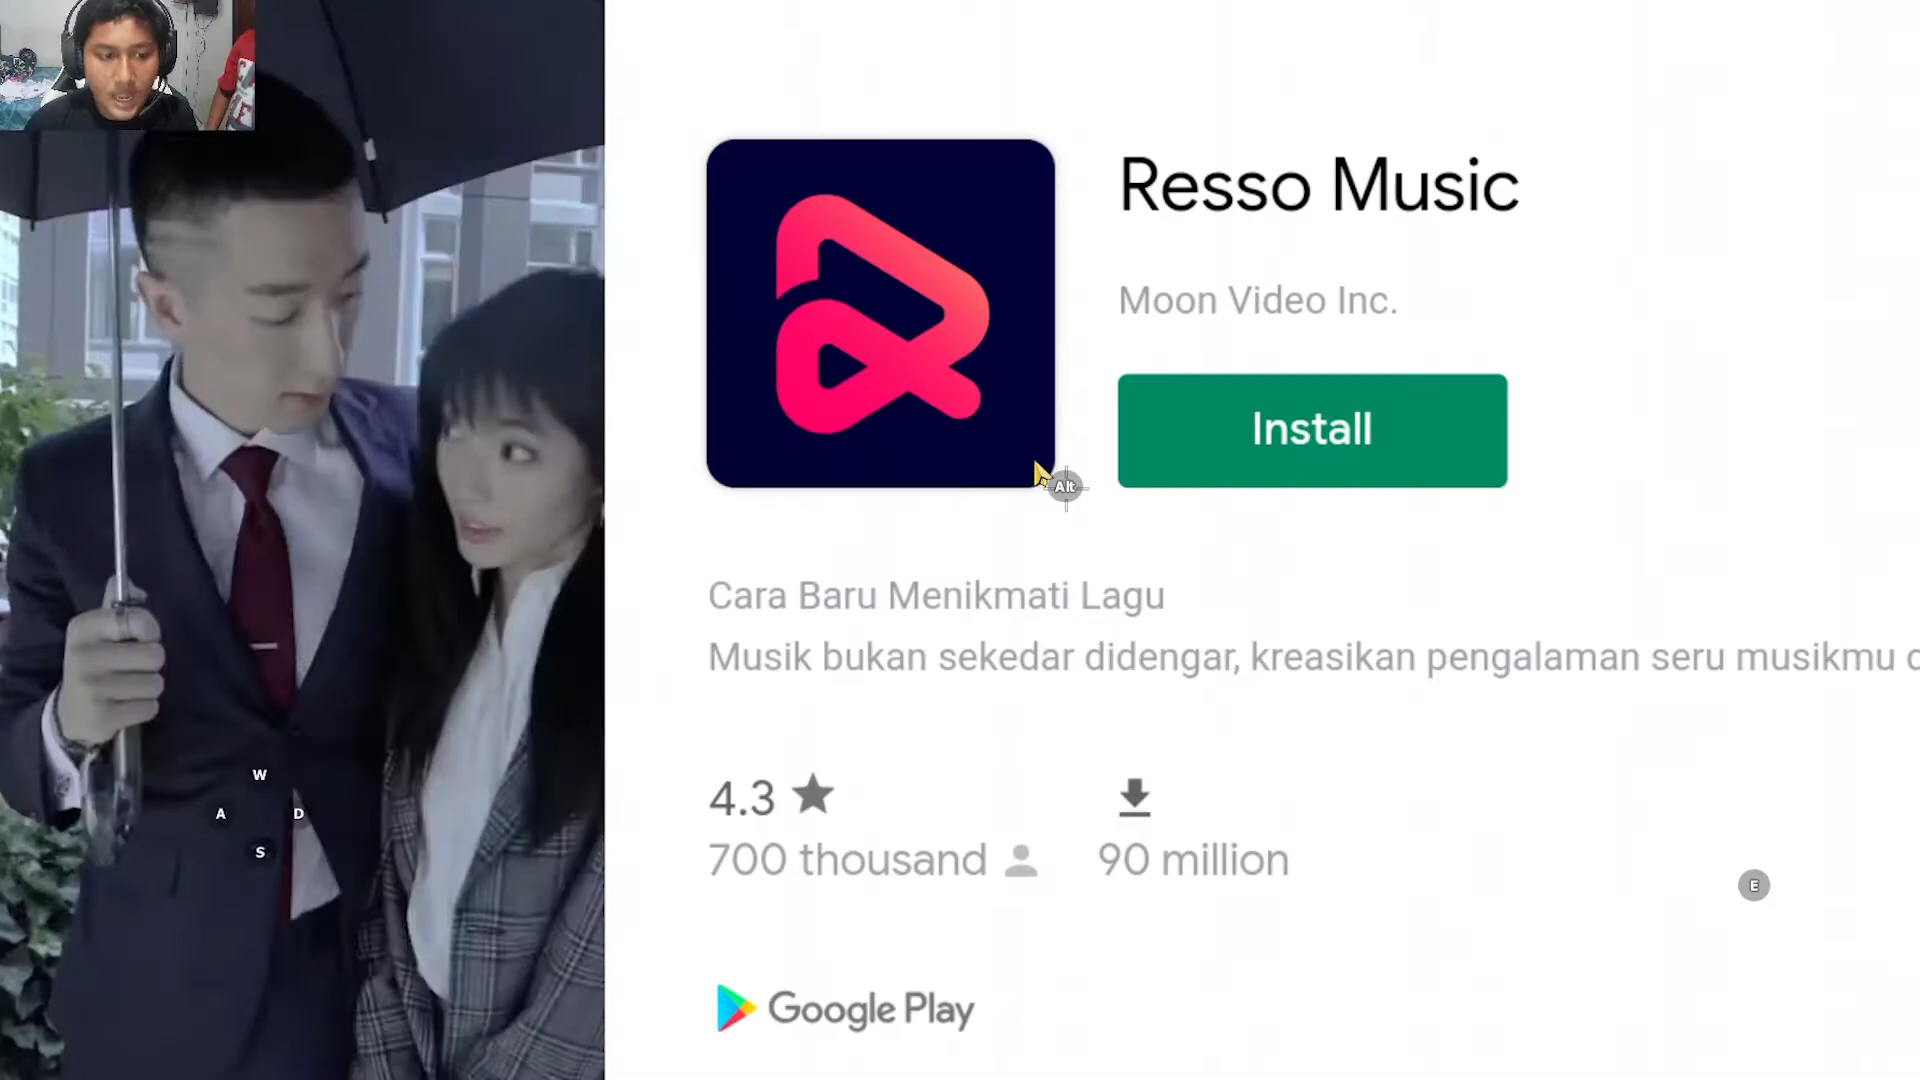 Resso Music
Moon Video Inc.
Install
Alt
Cara Baru Menikmati Lagu
Musik bukan sekedar didengar, kreasikan pengalaman seru musikmu
4.3
700 thousand
90 million
W
A
D
S
E
Google Play